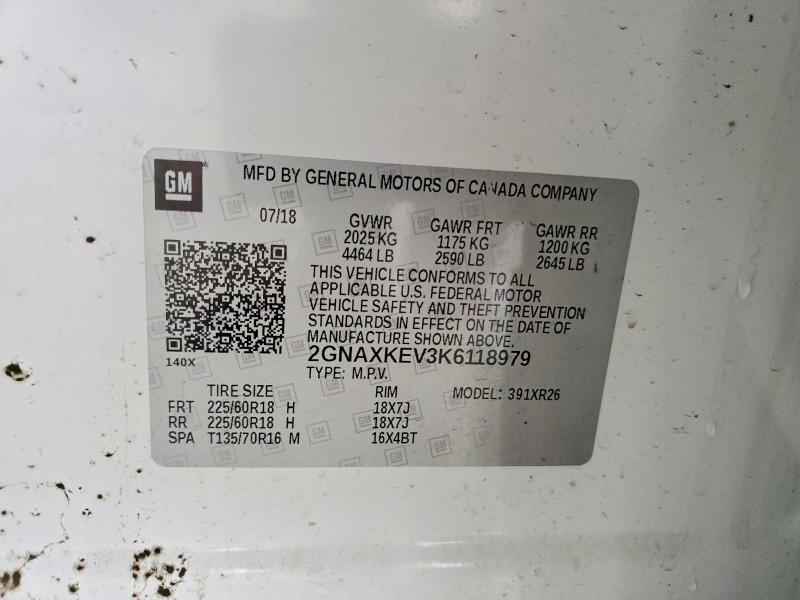 GM
MFD BY GENERAL MOTORS OF CANADA COMPANY
07/18
GVWR GAWR FRT GAWR RR
2025 KG 1175 KG 1200 KG
4464 LB 2590 LB 2645 LB
THIS VEHICLE CONFORMS TO ALL
APPLICABLE U.S. FEDERAL MOTOR
VEHICLE SAFETY AND THEFT PREVENTION
STANDARDS IN EFFECT ON THE DATE OF
MANUFACTURE SHOWN ABOVE.
140X
2GNAXKEV3K6118979
TYPE: M.P.V. MODEL: 391XR26
TIRE SIZE RIM
FRT 225/60R18 H 18X7J
RR 225/60R18 H 18X7J
SPA T135/70R16 M 16X4BT